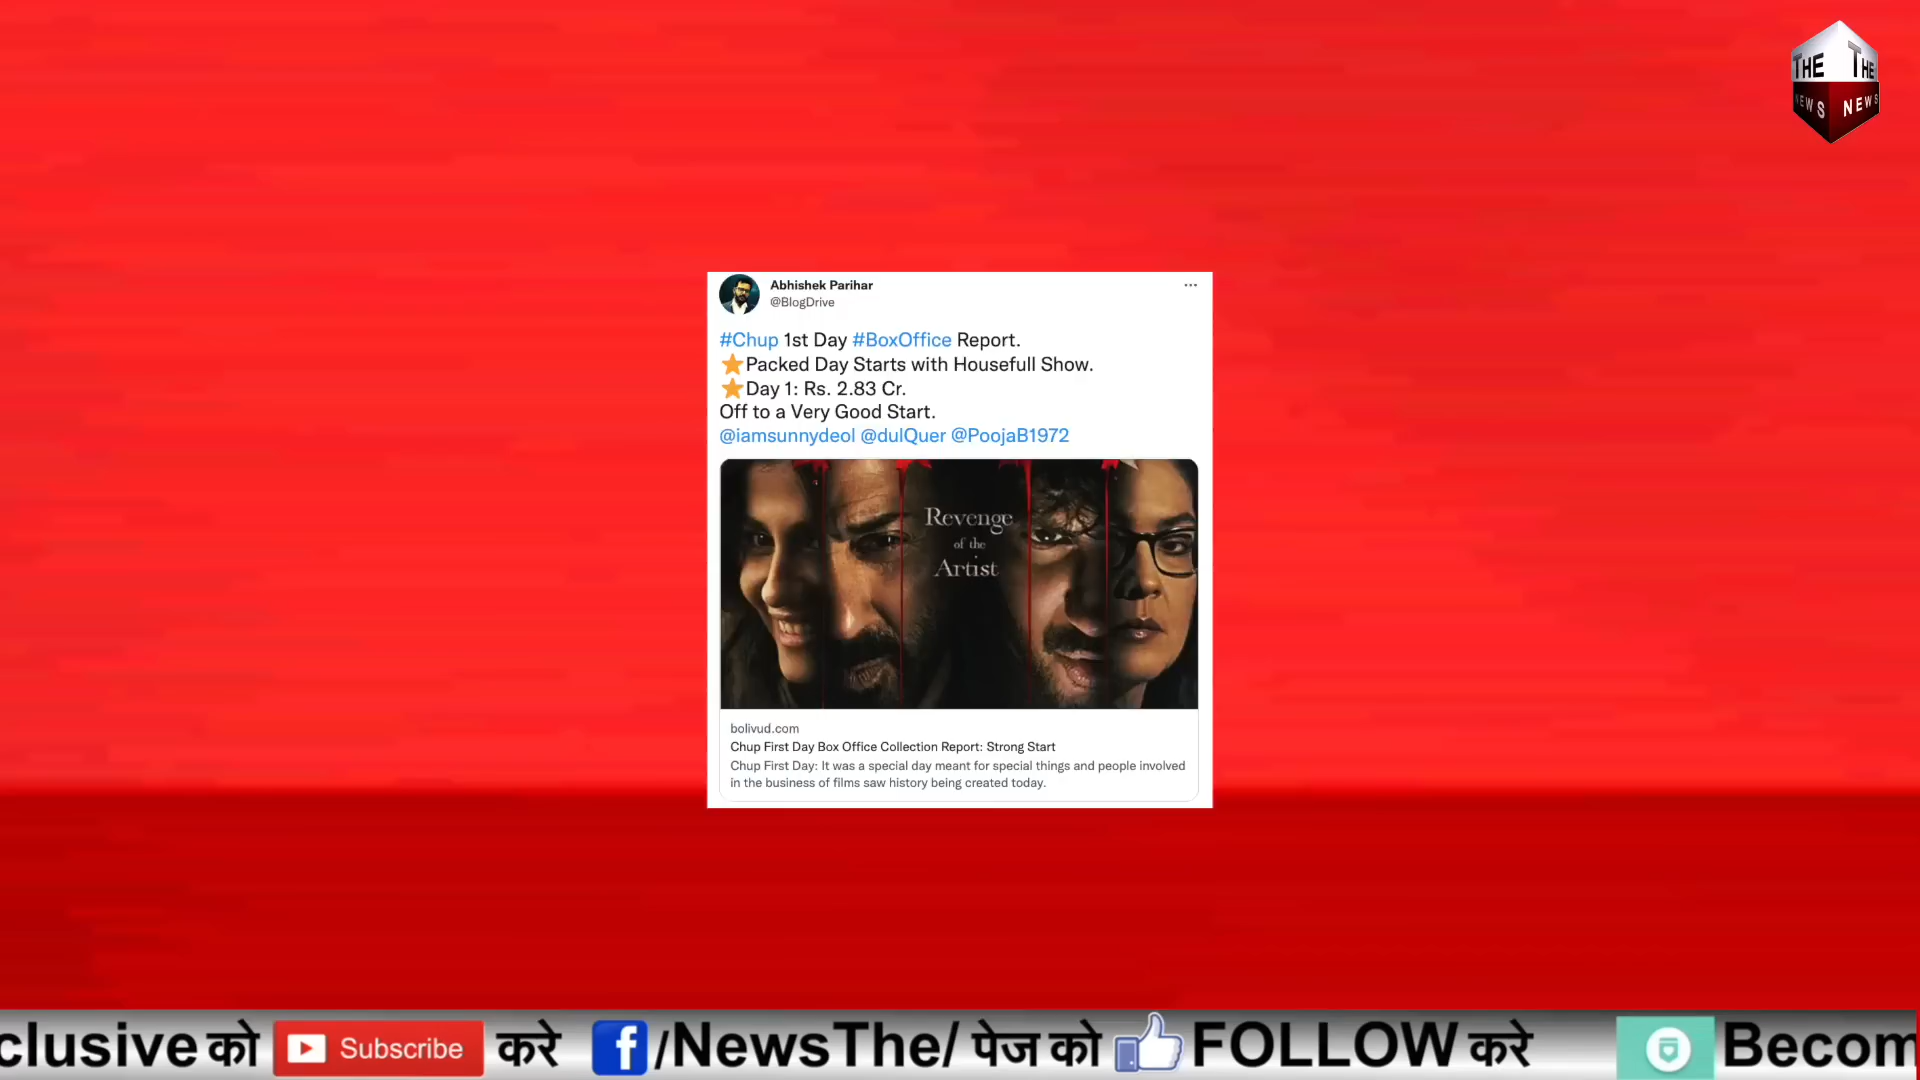 THE THE
NEWS NEWS
Abhishek Parihar
@BlogDrive
#Chup 1st Day #BoxOffice Report.
⭐Packed Day Starts with Housefull Show.
⭐Day 1: Rs. 2.83 Cr.
Off to a Very Good Start.
@iamsunnydeol @dulQuer @PoojaB1972
Revenge
of the
Artist
bolivud.com
Chup First Day Box Office Collection Report: Strong Start
Chup First Day: It was a special day meant for special things and people involved
in the business of films saw history being created today.
clusive को Subscribe करे f/NewsThe/ पेज को FOLLOW करे Becom